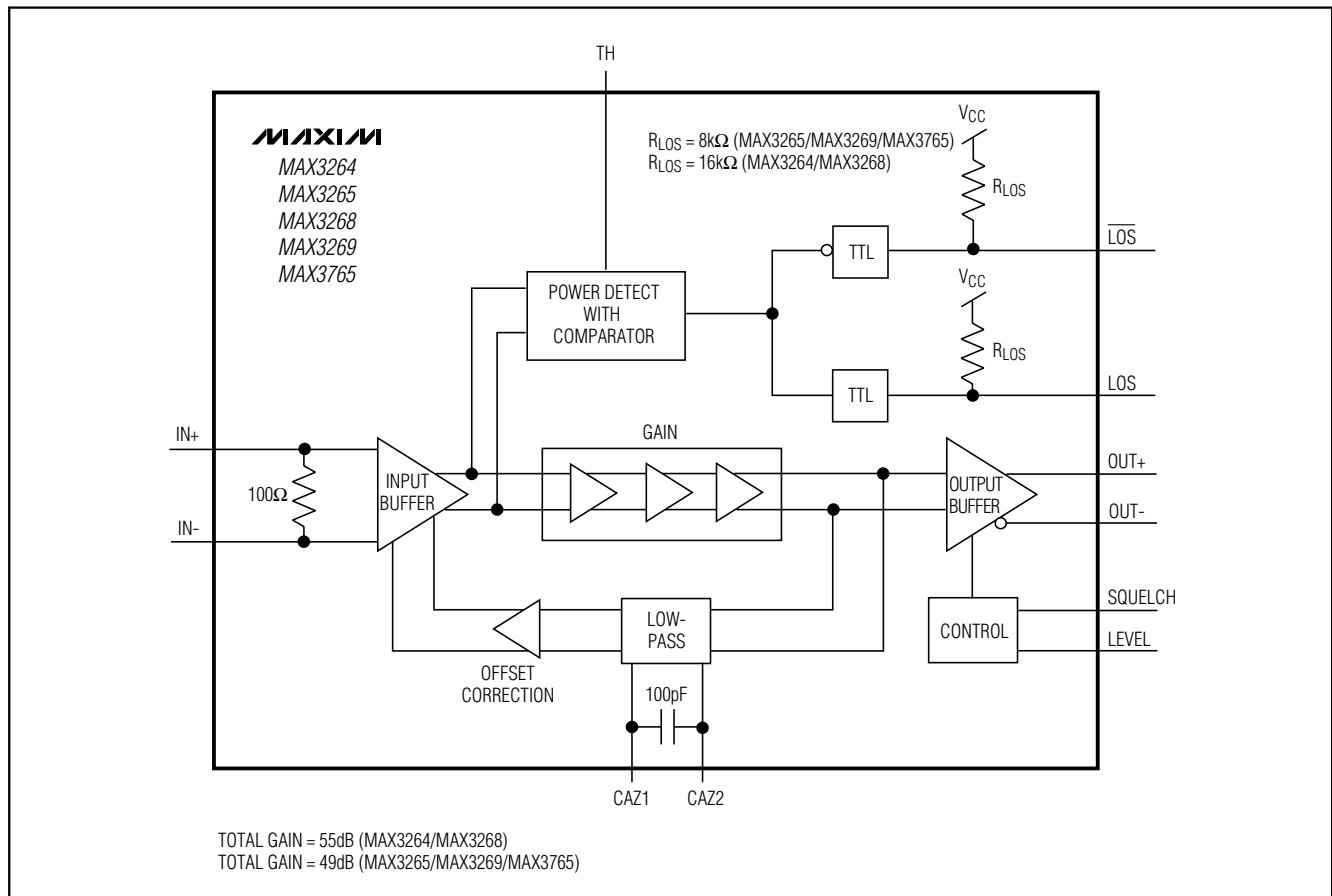 TH
MAXIM
MAX3264
MAX3265
MAX3268
MAX3269
MAX3765
RLOS = 8kΩ (MAX3265/MAX3269/MAX3765)
RLOS = 16kΩ (MAX3264/MAX3268)
VCC
RLOS
LOS
TTL
POWER DETECT
WITH
COMPARATOR
VCC
RLOS
LOS
TTL
IN+
GAIN
100Ω
INPUT
BUFFER
OUTPUT
BUFFER
OUT+
OUT-
IN-
LOW-
PASS
OFFSET
CORRECTION
CONTROL
SQUELCH
LEVEL
100pF
CAZ1 CAZ2
TOTAL GAIN = 55dB (MAX3264/MAX3268)
TOTAL GAIN = 49dB (MAX3265/MAX3269/MAX3765)